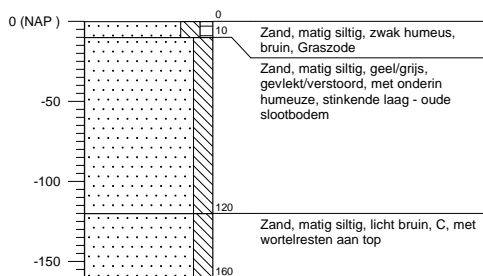 0 (NAP )
0
Zand, matig siltig, zwak humeus,
bruin, Graszode
10
Zand, matig siltig, geel/grijs,
gevlekt/verstoord, met onderin
humeuze, stinkende laag - oude
slootbodem
-50
-100
-150
120
Zand, matig siltig, licht bruin, C, met
wortelresten aan top
160